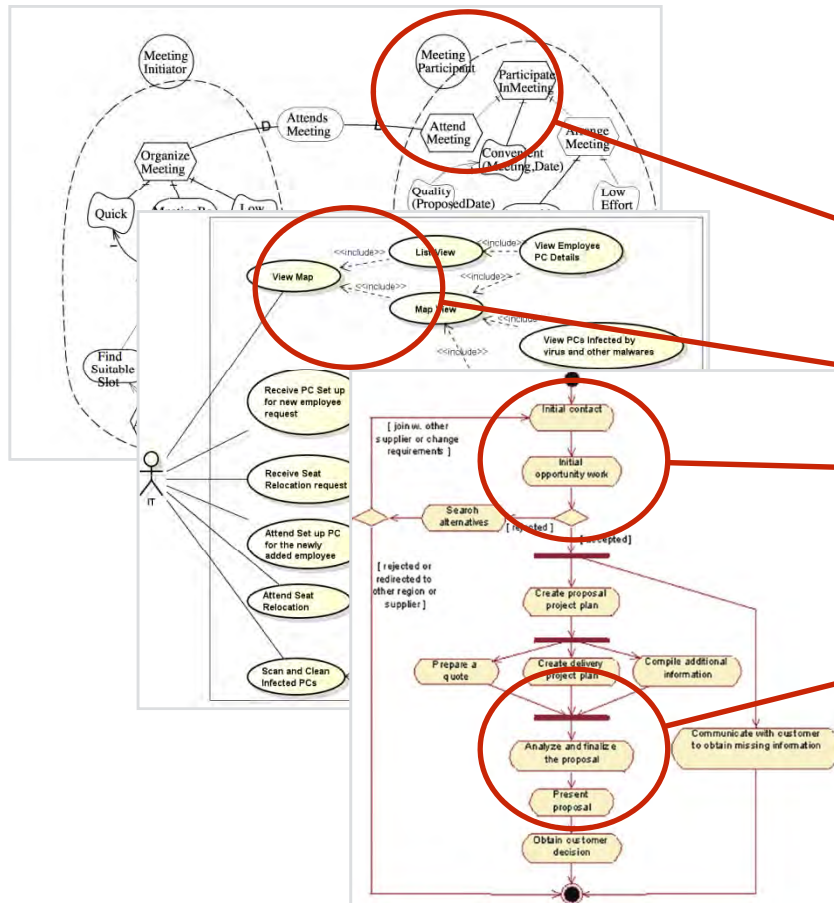 Meeting
Initiator
Meeting
Participant
Participate
InMeeting
Attends
Meeting
D
Attend
Meeting
Arrange
Meeting
Organize
Meeting
Convenient
(Meeting,Date)
Quality
(ProposedDate)
Low
Effort
Quick
Low
Find
Suitable
Slot
<<include>>
List View
<<include>>
View Employee
PC Details
View Map
<<include>>
<<include>>
Map View
<<include>>
<<include>>
View PCs Infected by
virus and other malwares
Receive PC Set up
for new employee
request
Receive Seat
Relocation request
IT
Attend Set up PC
for the newly
added employee
Attend Seat
Relocation
Scan and Clean
Infected PCs
Initial contact
[ join w. other
supplier or change
requirements ]
Initial
opportunity work
Search
alternatives
[ rejected ]
[ accepted]
[ rejected or
redirected to
other region or
supplier ]
Create proposal
project plan
Prepare a
quote
Create delivery
project plan
Compile additional
information
Analyze and finalize
the proposal
Communicate with customer
to obtain missing information
Present
proposal
Obtain customer
decision